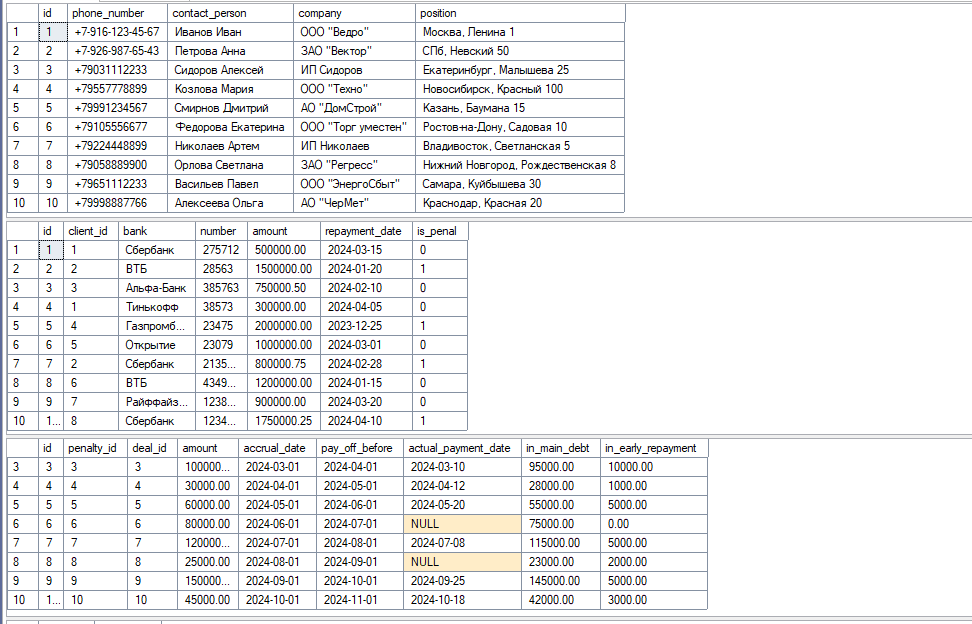 id phone_number contact_person company position
1 1 +7-916-123-45-67 Иванов Иван ООО "Ведро" Москва, Ленина 1
2 2 +7-926-987-65-43 Петрова Анна ЗАО "Вектор" СПб, Невский 50
3 3 +79031112233 Сидоров Алексей ИП Сидоров Екатеринбург, Малышева 25
4 4 +79557778899 Козлова Мария ООО "Техно" Новосибирск, Красный 100
5 5 +79991234567 Смирнов Дмитрий АО "ДомСтрой" Казань, Баумана 15
6 6 +79105556677 Федорова Екатерина ООО "Торг уместен" Ростов-на-Дону, Садовая 10
7 7 +79224448899 Николаев Артем ИП Николаев Владивосток, Светланская 5
8 8 +79058889900 Орлова Светлана ЗАО "Регресс" Нижний Новгород, Рождественская 8
9 9 +79651112233 Васильев Павел ООО "ЭнергоСбыт" Самара, Куйбышева 30
10 10 +79998887766 Алексеева Ольга АО "ЧерМет" Краснодар, Красная 20
id client_id bank number amount repayment_date is_penal
1 1 1 Сбербанк 275712 500000.00 2024-03-15 0
2 2 2 ВТБ 28563 1500000.00 2024-01-20 1
3 3 3 Альфа-Банк 385763 750000.50 2024-02-10 0
4 4 1 Тинькофф 38573 300000.00 2024-04-05 0
5 5 4 Газпромб... 23475 2000000.00 2023-12-25 1
6 6 5 Открытие 23079 1000000.00 2024-03-01 0
7 7 2 Сбербанк 2135... 800000.75 2024-02-28 1
8 8 6 ВТБ 4349... 1200000.00 2024-01-15 0
9 9 7 Райффайз... 1238... 900000.00 2024-03-20 0
10 1... 8 Сбербанк 1234... 1750000.25 2024-04-10 1
id penalty_id deal_id amount accrual_date pay_off_before actual_payment_date in_main_debt in_early_repayment
3 3 3 3 100000... 2024-03-01 2024-04-01 2024-03-10 95000.00 10000.00
4 4 4 4 30000.00 2024-04-01 2024-05-01 2024-04-12 28000.00 1000.00
5 5 5 5 60000.00 2024-05-01 2024-06-01 2024-05-20 55000.00 5000.00
6 6 6 6 80000.00 2024-06-01 2024-07-01 NULL 75000.00 0.00
7 7 7 7 120000... 2024-07-01 2024-08-01 2024-07-08 115000.00 5000.00
8 8 8 8 25000.00 2024-08-01 2024-09-01 NULL 23000.00 2000.00
9 9 9 9 150000... 2024-09-01 2024-10-01 2024-09-25 145000.00 5000.00
10 1... 10 10 45000.00 2024-10-01 2024-11-01 2024-10-18 42000.00 3000.00